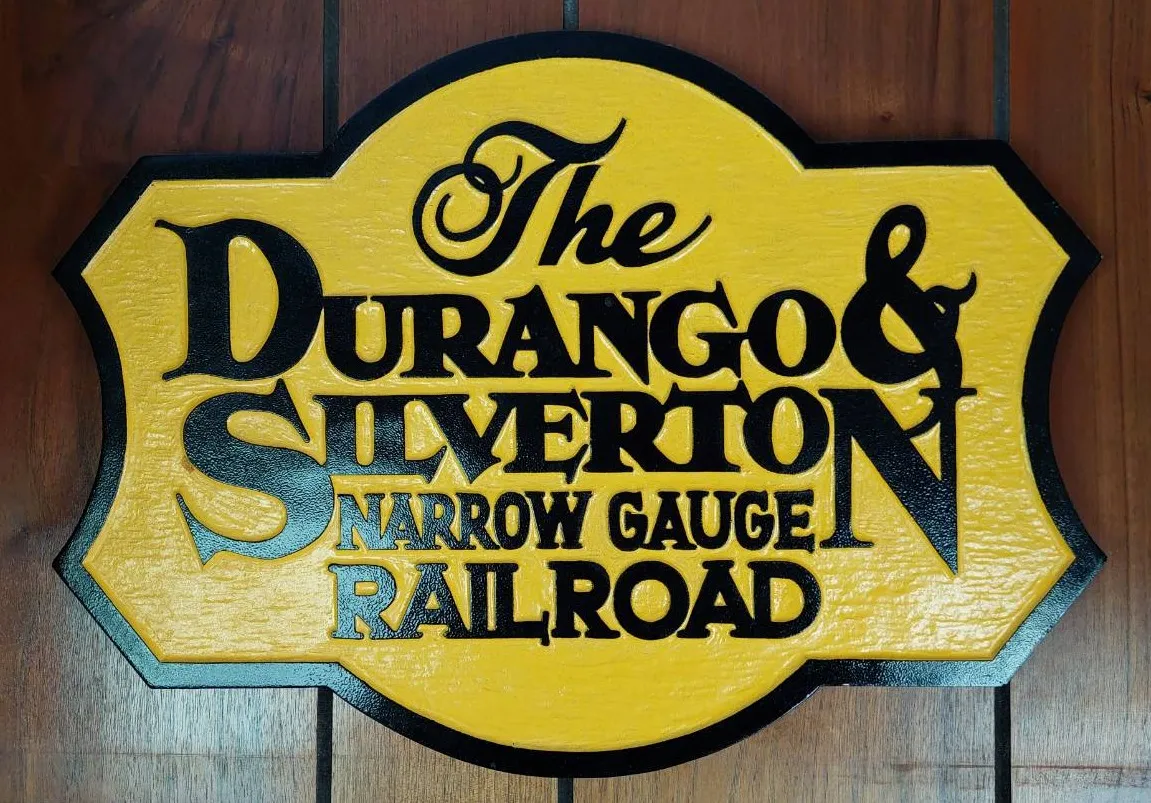 The
DURANGO &
SILVERTON
NARROW GAUGE
RAILROAD